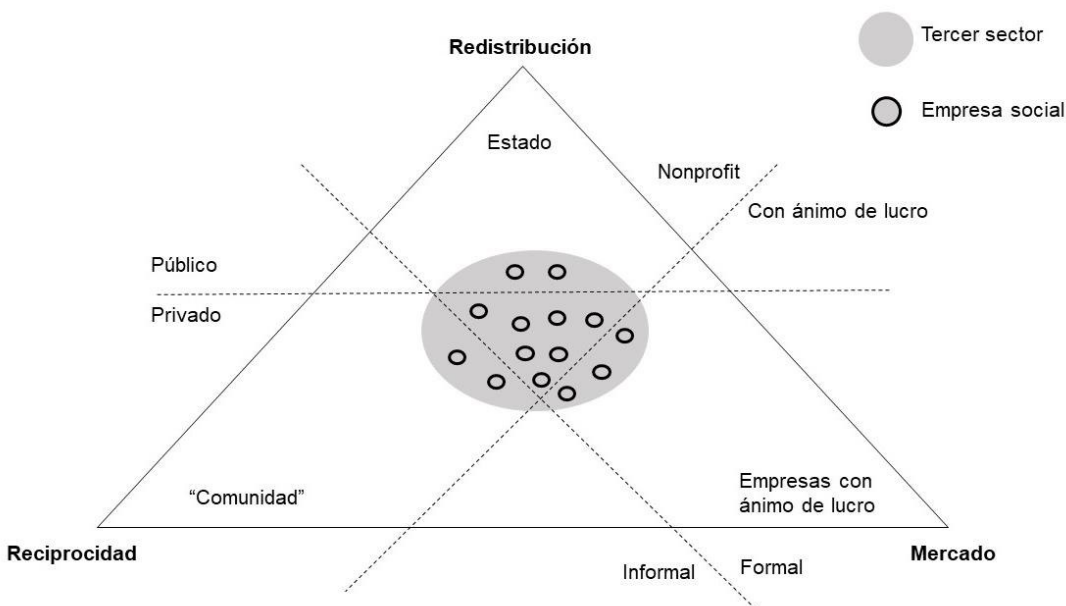 Tercer sector
Redistribución
Empresa social
Estado
Nonprofit
Con ánimo de lucro
Público
Privado
“Comunidad”
Empresas con
ánimo de lucro
Reciprocidad
Mercado
Informal
Formal